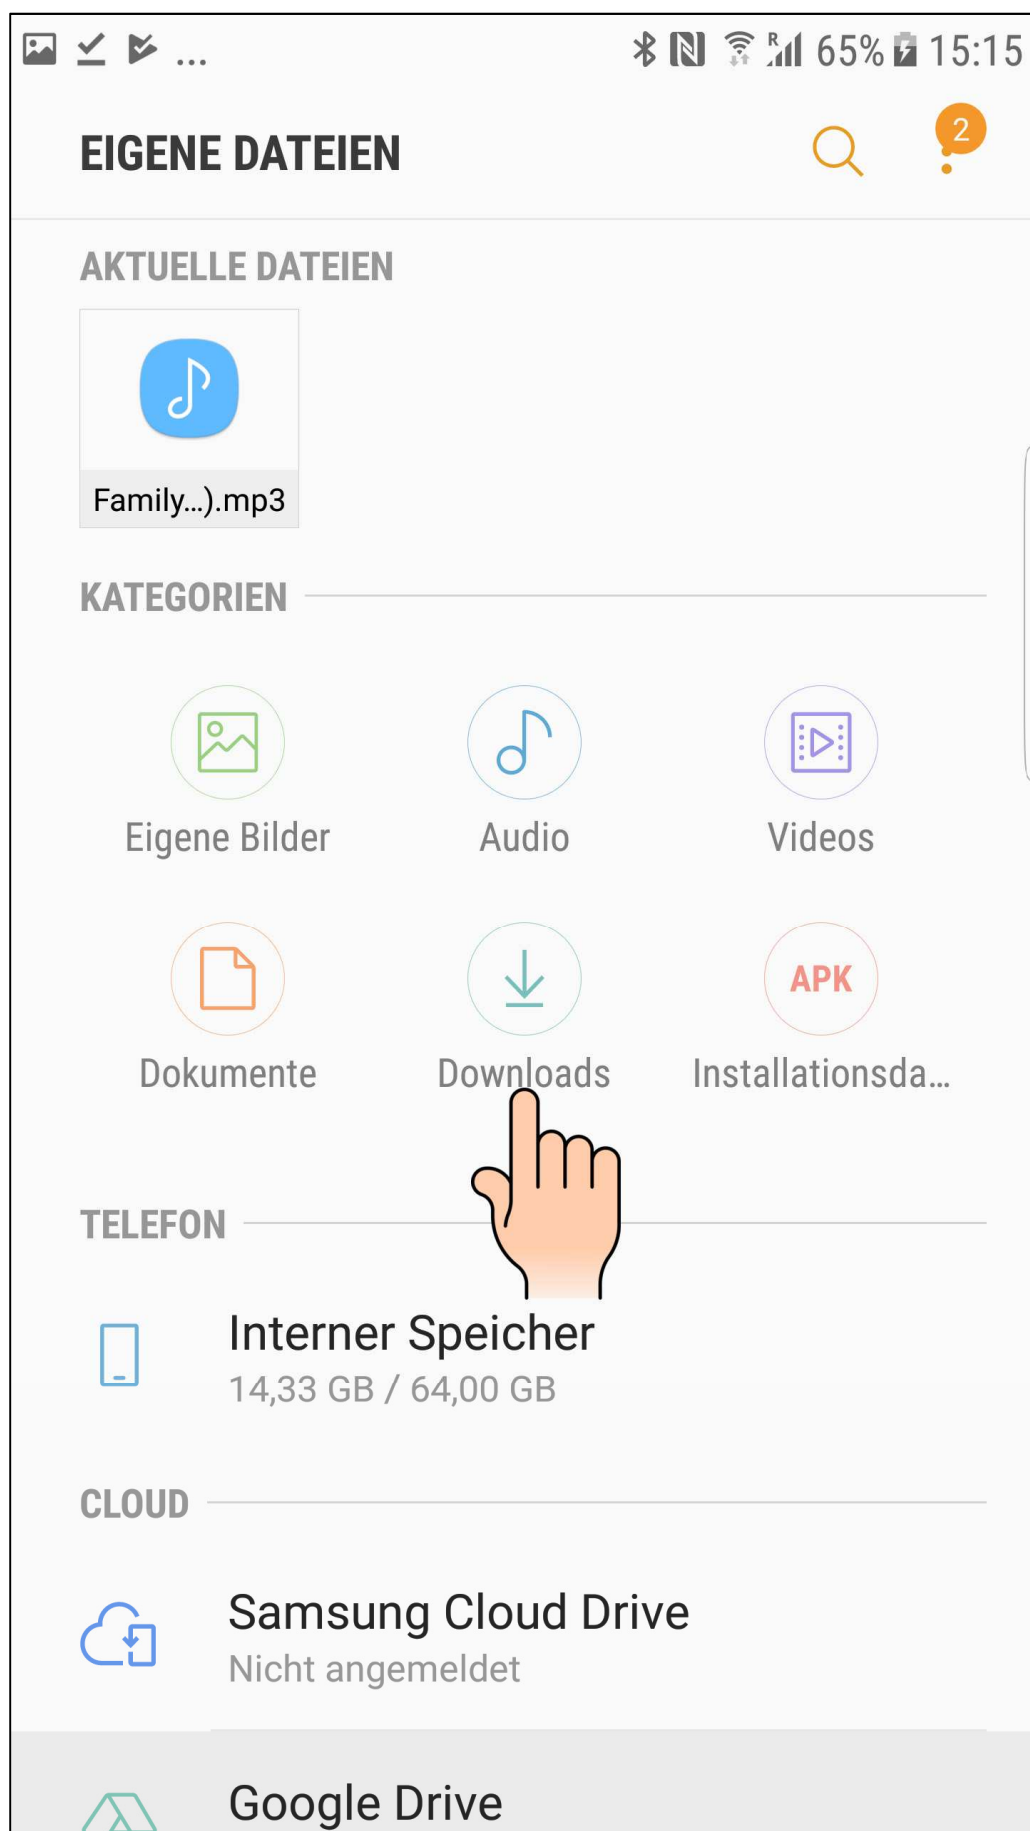 ... R 65% 15:15
EIGENE DATEIEN 2
AKTUELLE DATEIEN
Family...).mp3
KATEGORIEN
Eigene Bilder Audio Videos
APK
Dokumente Downloads Installationsda...
TELEFON
Interner Speicher
14,33 GB / 64,00 GB
CLOUD
Samsung Cloud Drive
Nicht angemeldet
Google Drive